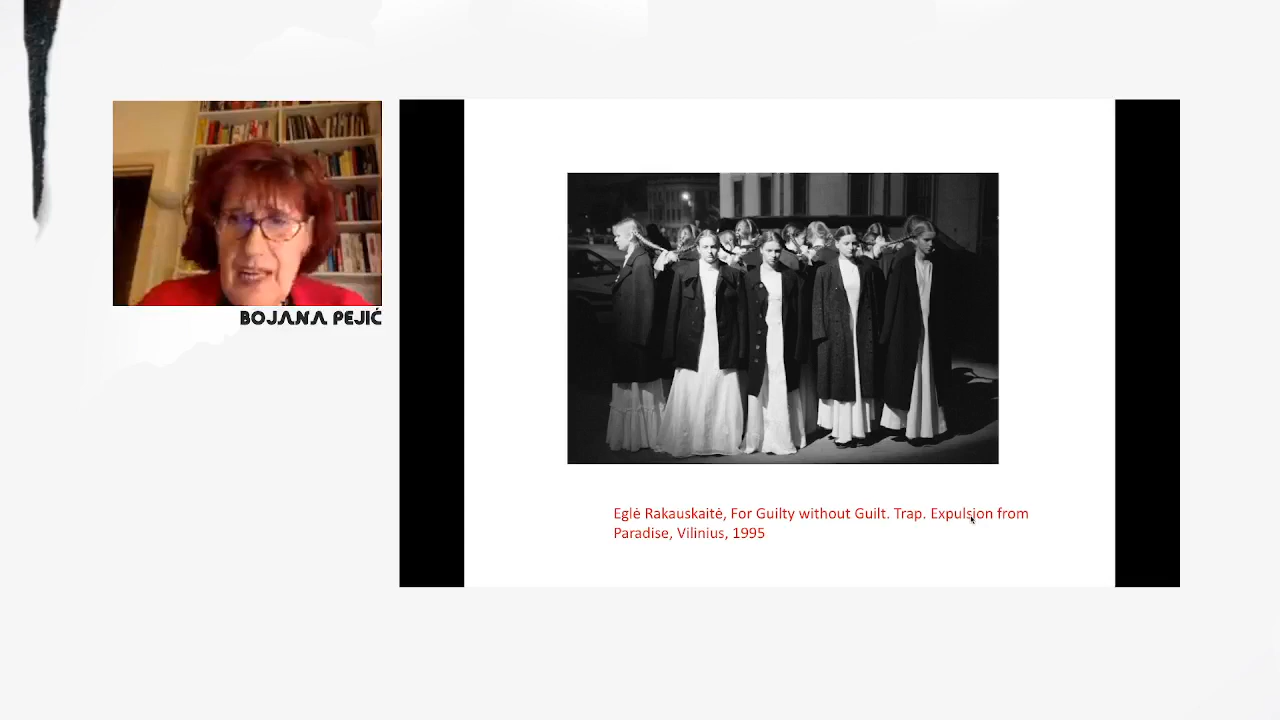 BOJANA PEJIĆ
Eglė Rakauskaitė, For Guilty without Guilt. Trap. Expulsion from
Paradise, Vilinius, 1995